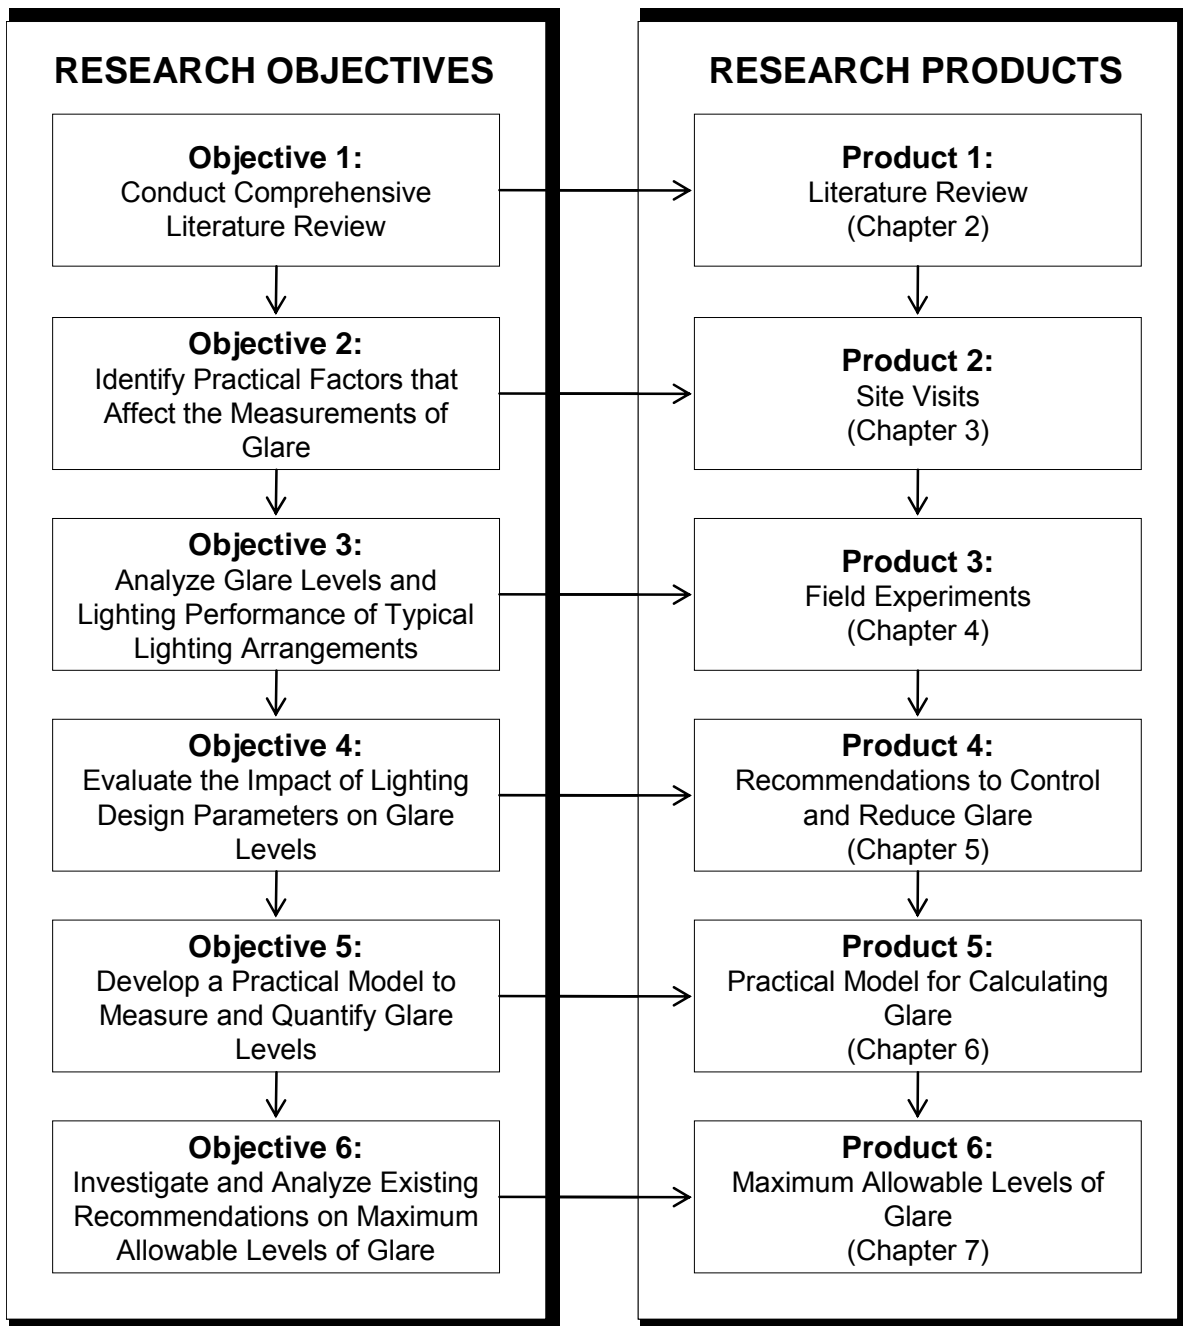 RESEARCH OBJECTIVES
Objective 1:
Conduct Comprehensive
Literature Review
Objective 2:
Identify Practical Factors that
Affect the Measurements of
Glare
Objective 3:
Analyze Glare Levels and
Lighting Performance of Typical
Lighting Arrangements
Objective 4:
Evaluate the Impact of Lighting
Design Parameters on Glare
Levels
Objective 5:
Develop a Practical Model to
Measure and Quantify Glare
Levels
Objective 6:
Investigate and Analyze Existing
Recommendations on Maximum
Allowable Levels of Glare
RESEARCH PRODUCTS
Product 1:
Literature Review
(Chapter 2)
Product 2:
Site Visits
(Chapter 3)
Product 3:
Field Experiments
(Chapter 4)
Product 4:
Recommendations to Control
and Reduce Glare
(Chapter 5)
Product 5:
Practical Model for Calculating
Glare
(Chapter 6)
Product 6:
Maximum Allowable Levels of
Glare
(Chapter 7)